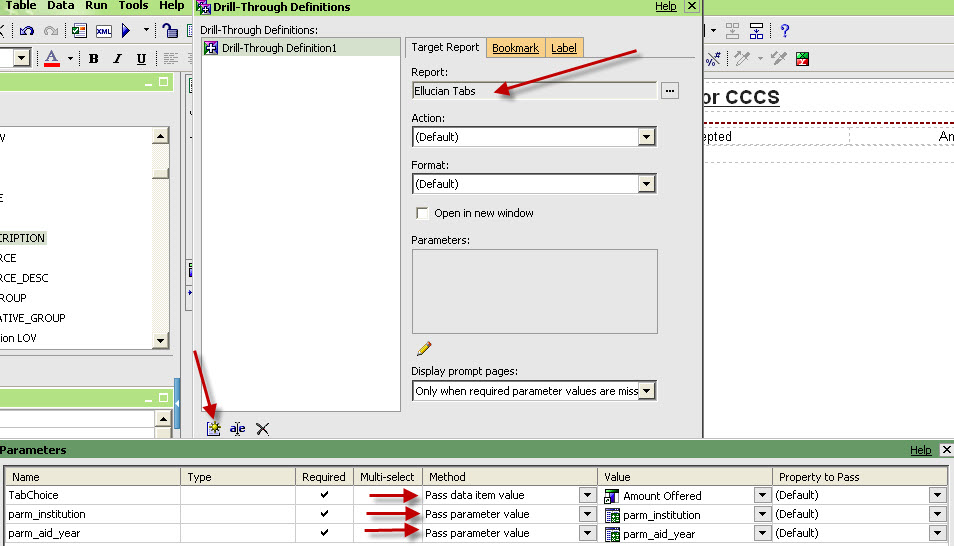 Table Data Run Tools Help
A B I U
Drill-Through Definitions Help
Drill-Through Definitions:
Drill-Through Definition1
Target Report Bookmark Label
Report:
Ellucian Tabs ...
Action:
(Default)
Format:
(Default)
Open in new window
Parameters:
Display prompt pages:
Only when required parameter values are miss
or CCCS
epted An
W
E
CRIPTION
RCE
RCE_DESC
ROUP
ATIVE_GROUP
ion LOV
Parameters Help
Name Type Required Multi-select Method Value Property to Pass
TabChoice Pass data item value Amount Offered (Default)
parm_institution Pass parameter value parm_institution (Default)
parm_aid_year Pass parameter value parm_aid_year (Default)